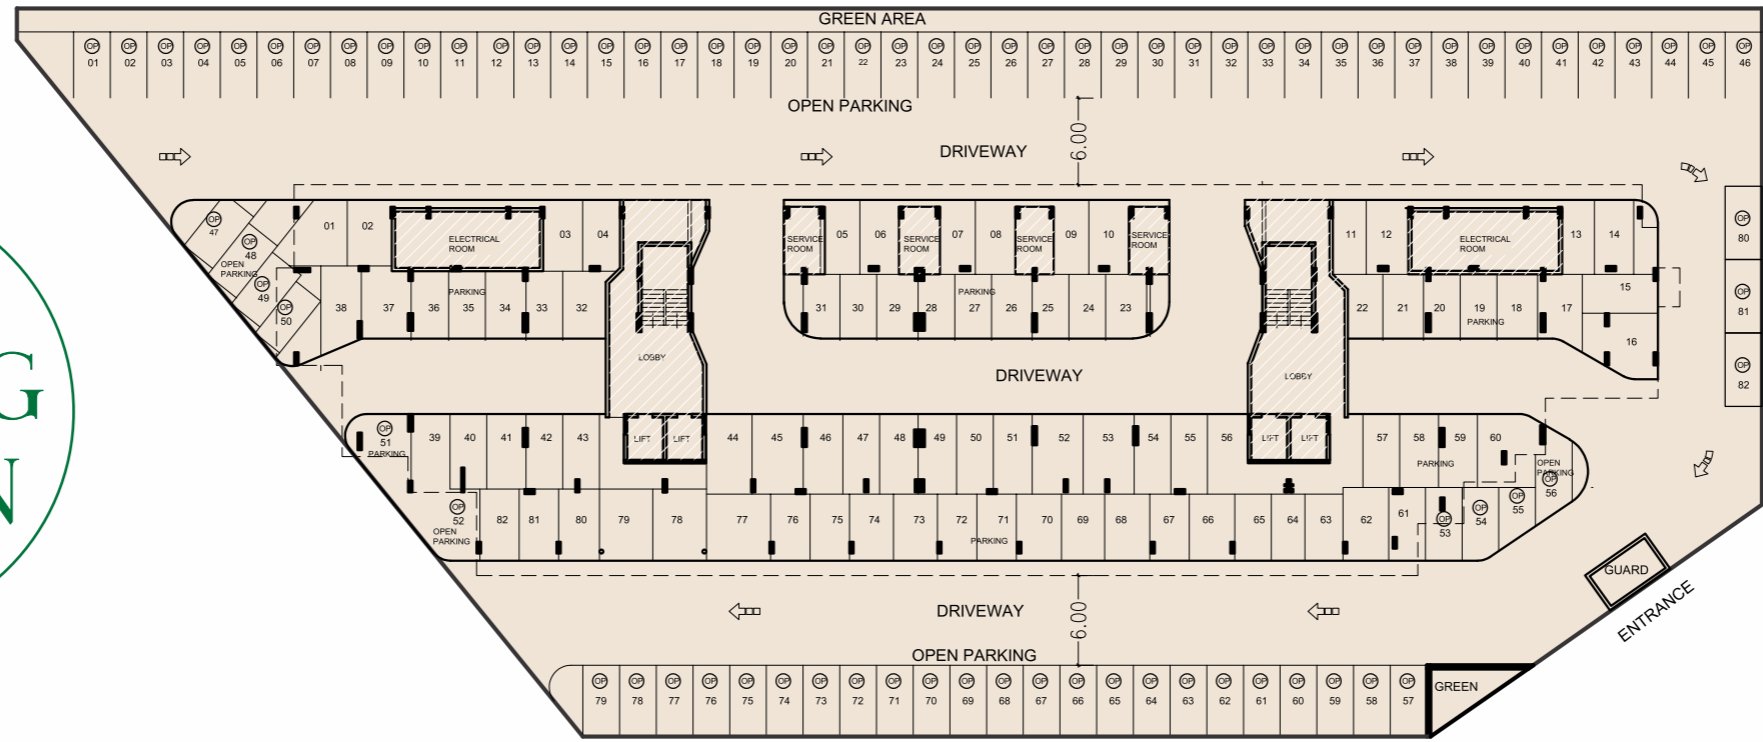 GREEN AREA
OP OP OP OP OP OP OP OP OP OP OP OP OP OP OP OP OP OP OP OP OP OP OP OP OP OP OP OP OP OP OP OP OP OP OP OP OP OP OP OP OP OP OP OP OP OP
01 02 03 04 05 06 07 08 09 10 11 12 13 14 15 16 17 18 19 20 21 22 23 24 25 26 27 28 29 30 31 32 33 34 35 36 37 38 39 40 41 42 43 44 45 46
OPEN PARKING
DRIVEWAY
6.00
OP
47
OP
48
OPEN
PARKING
OP
49
OP
50
01 02
ELECTRICAL
ROOM
03 04
SERVICE
ROOM
05 06
SERVICE
ROOM
07 08
SERVICE
ROOM
09 10
SERVICE
ROOM
11 12
ELECTRICAL
ROOM
13 14
OP
80
OP
81
OP
82
38 37 36 35 34 33 32
PARKING
31 30 29 28 27 26 25 24 23
PARKING
22 21 20 19 18 17
PARKING
15
16
LOBBY
LOBBY
DRIVEWAY
G
N
OP
51
PARKING
39 40 41 42 43
LIFT LIFT
44 45 46 47 48 49 50 51 52 53 54 55 56
LIFT LIFT
57 58 59 60
PARKING
OPEN
PARKING
OP
56
OP
52
OPEN
PARKING
82 81 80 79 78 77 76 75 74 73 72 71 70 69 68 67 66 65 64 63 62 61
PARKING
OP
53
OP
54
OP
55
GUARD
ENTRANCE
DRIVEWAY
6.00
OPEN PARKING
OP OP OP OP OP OP OP OP OP OP OP OP OP OP OP OP OP OP OP OP OP OP OP
79 78 77 76 75 74 73 72 71 70 69 68 67 66 65 64 63 62 61 60 59 58 57
GREEN